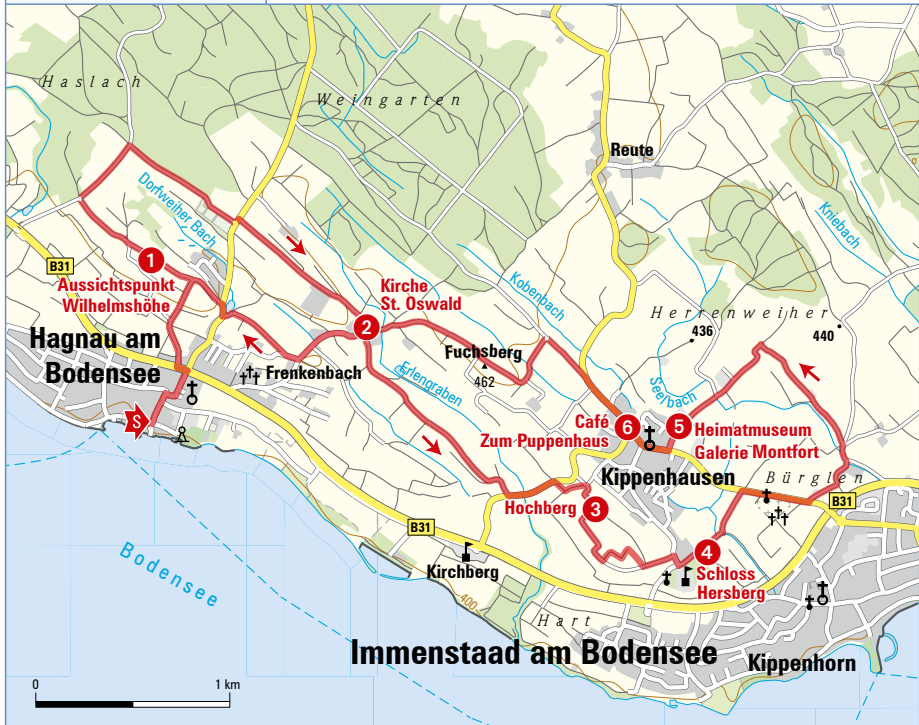 Haslach
Weingarten
Reute
Dorfweiher Bach
Kniebach
1
B31
Aussichtspunkt
Wilhelmshöhe
Kirche
St. Oswald
2
Kobenbach
Herrenweiher
436
440
Hagnau am
Bodensee
Fuchsberg
462
Frenkenbach
Erlengraben
Seelbach
S
Café
Zum Puppenhaus
6
5
Heimatmuseum
Galerie Montfort
Kippenhausen
Bürglen
B31
Hochberg
3
B31
4
Schloss
Hersberg
Kirchberg
Bodensee
400
Hart
Immenstaad am Bodensee
Kippenhorn
0
1 km